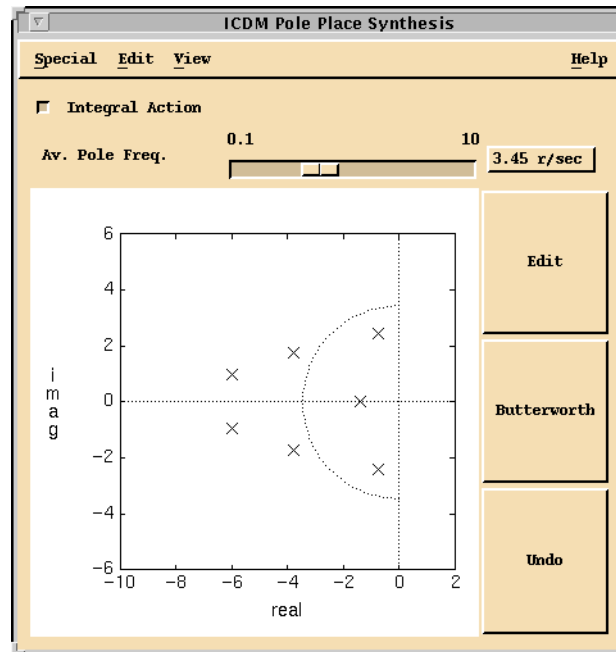 ICDM Pole Place Synthesis
Special Edit View Help
Integral Action
0.1 10
Av. Pole Freq. 3.45 r/sec
Edit
Butterworth
Undo
6
4
2
0
−2
−4
−6
imag
−10 −8 −6 −4 −2 0 2
real